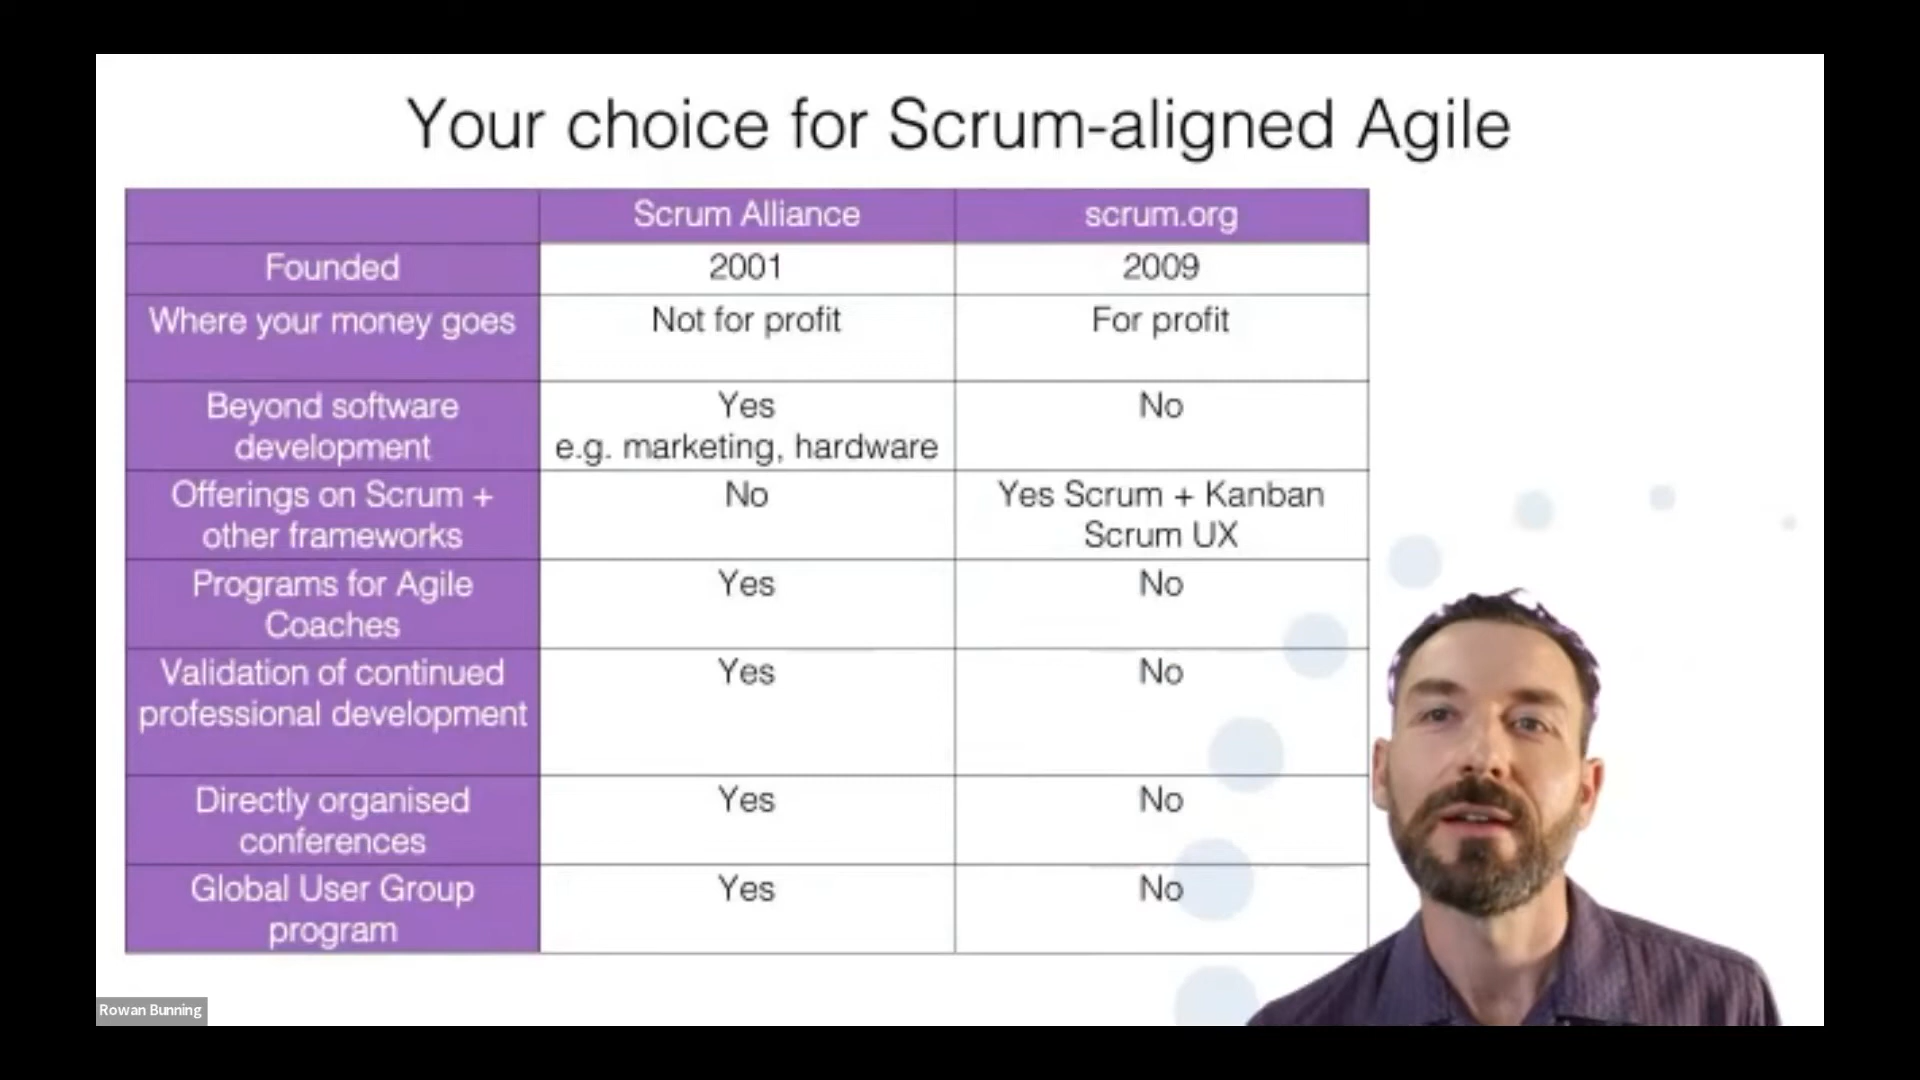 Your choice for Scrum-aligned Agile
Scrum Alliance scrum.org
Founded 2001 2009
Where your money goes Not for profit For profit
Beyond software Yes No
development e.g. marketing, hardware
Offerings on Scrum + No Yes Scrum + Kanban
other frameworks Scrum UX
Programs for Agile Yes No
Coaches
Validation of continued Yes No
professional development
Directly organised Yes No
conferences
Global User Group Yes No
program
Rowan Bunning